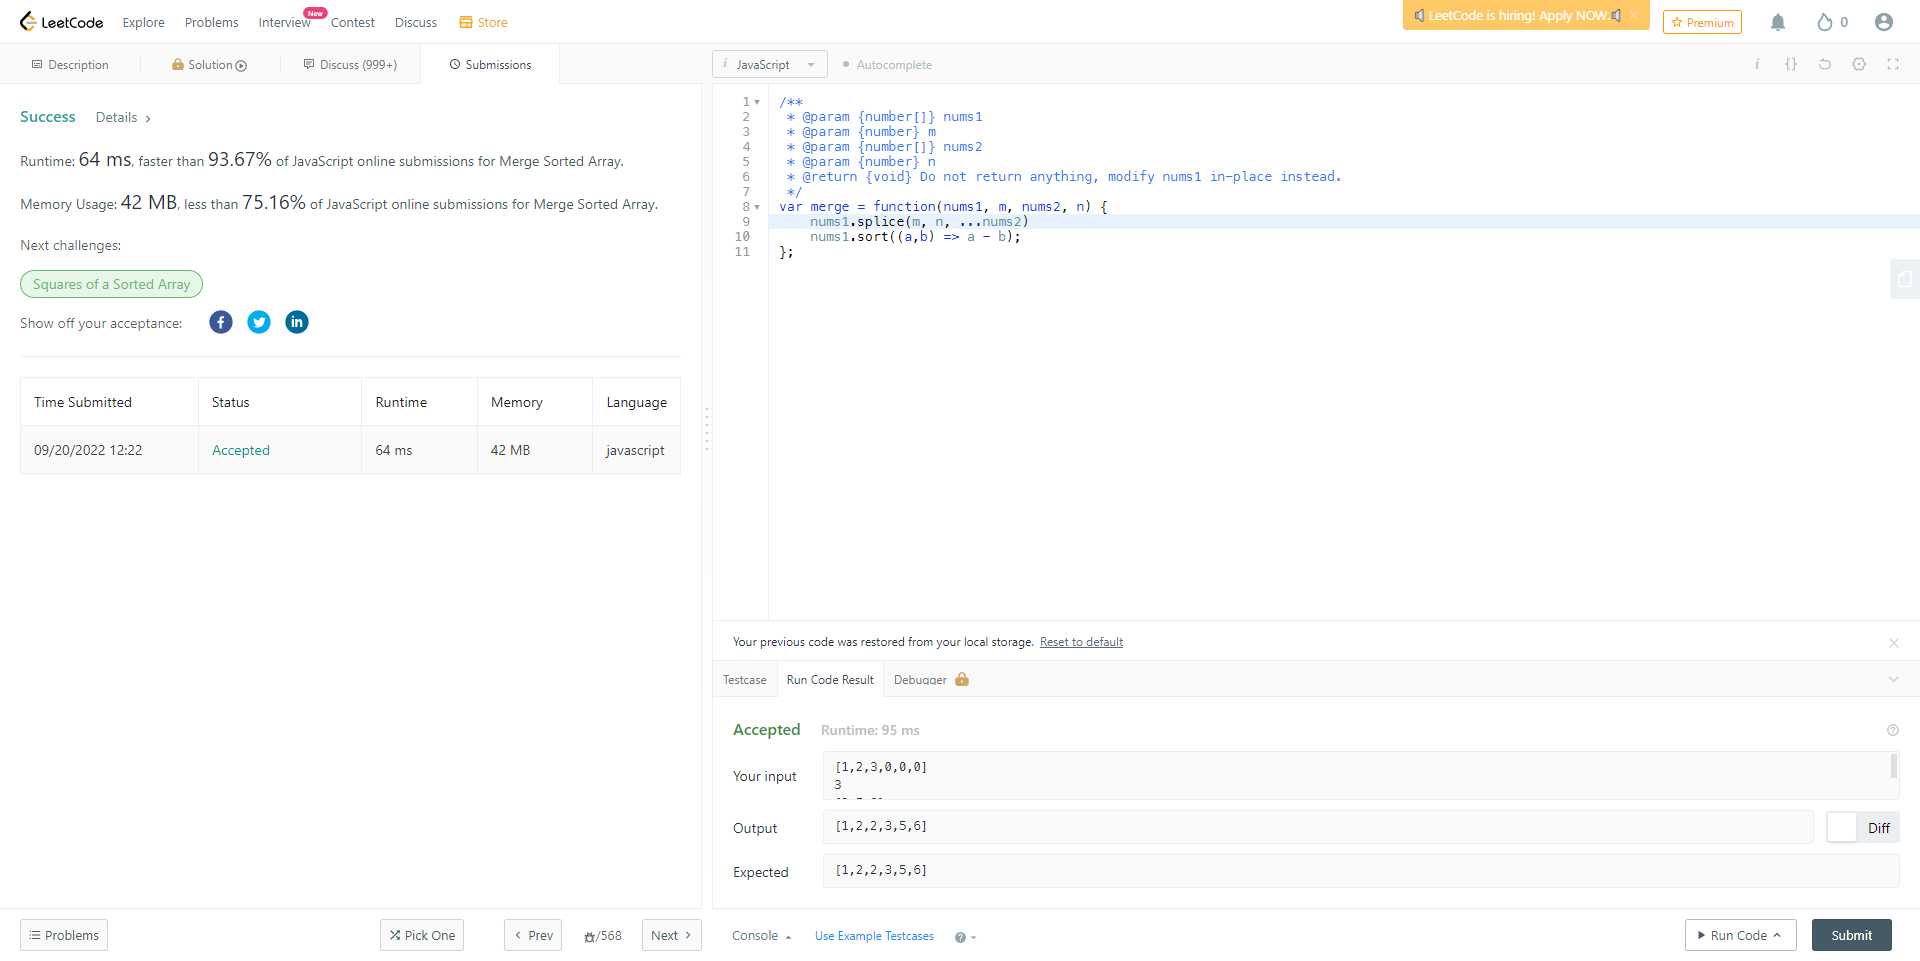 LeetCode
Explore
Problems
Interview
New
Contest
Discuss
Store
LeetCode is hiring! Apply NOW.
Premium
0
Description
Solution
Discuss (999+)
Submissions
JavaScript
Autocomplete
Success
Details
Runtime: 64 ms, faster than 93.67% of JavaScript online submissions for Merge Sorted Array.
Memory Usage: 42 MB, less than 75.16% of JavaScript online submissions for Merge Sorted Array.
Next challenges:
Squares of a Sorted Array
Show off your acceptance:
Time Submitted Status Runtime Memory Language
09/20/2022 12:22 Accepted 64 ms 42 MB javascript
1 /**
2 * @param {number[]} nums1
3 * @param {number} m
4 * @param {number[]} nums2
5 * @param {number} n
6 * @return {void} Do not return anything, modify nums1 in-place instead.
7 */
8 var merge = function(nums1, m, nums2, n) {
9 nums1.splice(m, n, ...nums2)
10 nums1.sort((a,b) => a - b);
11 };
Your previous code was restored from your local storage. Reset to default
Testcase
Run Code Result
Debugger
Accepted Runtime: 95 ms
Your input
[1,2,3,0,0,0]
3
Output
[1,2,2,3,5,6]
Diff
Expected
[1,2,2,3,5,6]
Problems
Pick One
Prev
/568
Next
Console
Use Example Testcases
Run Code
Submit